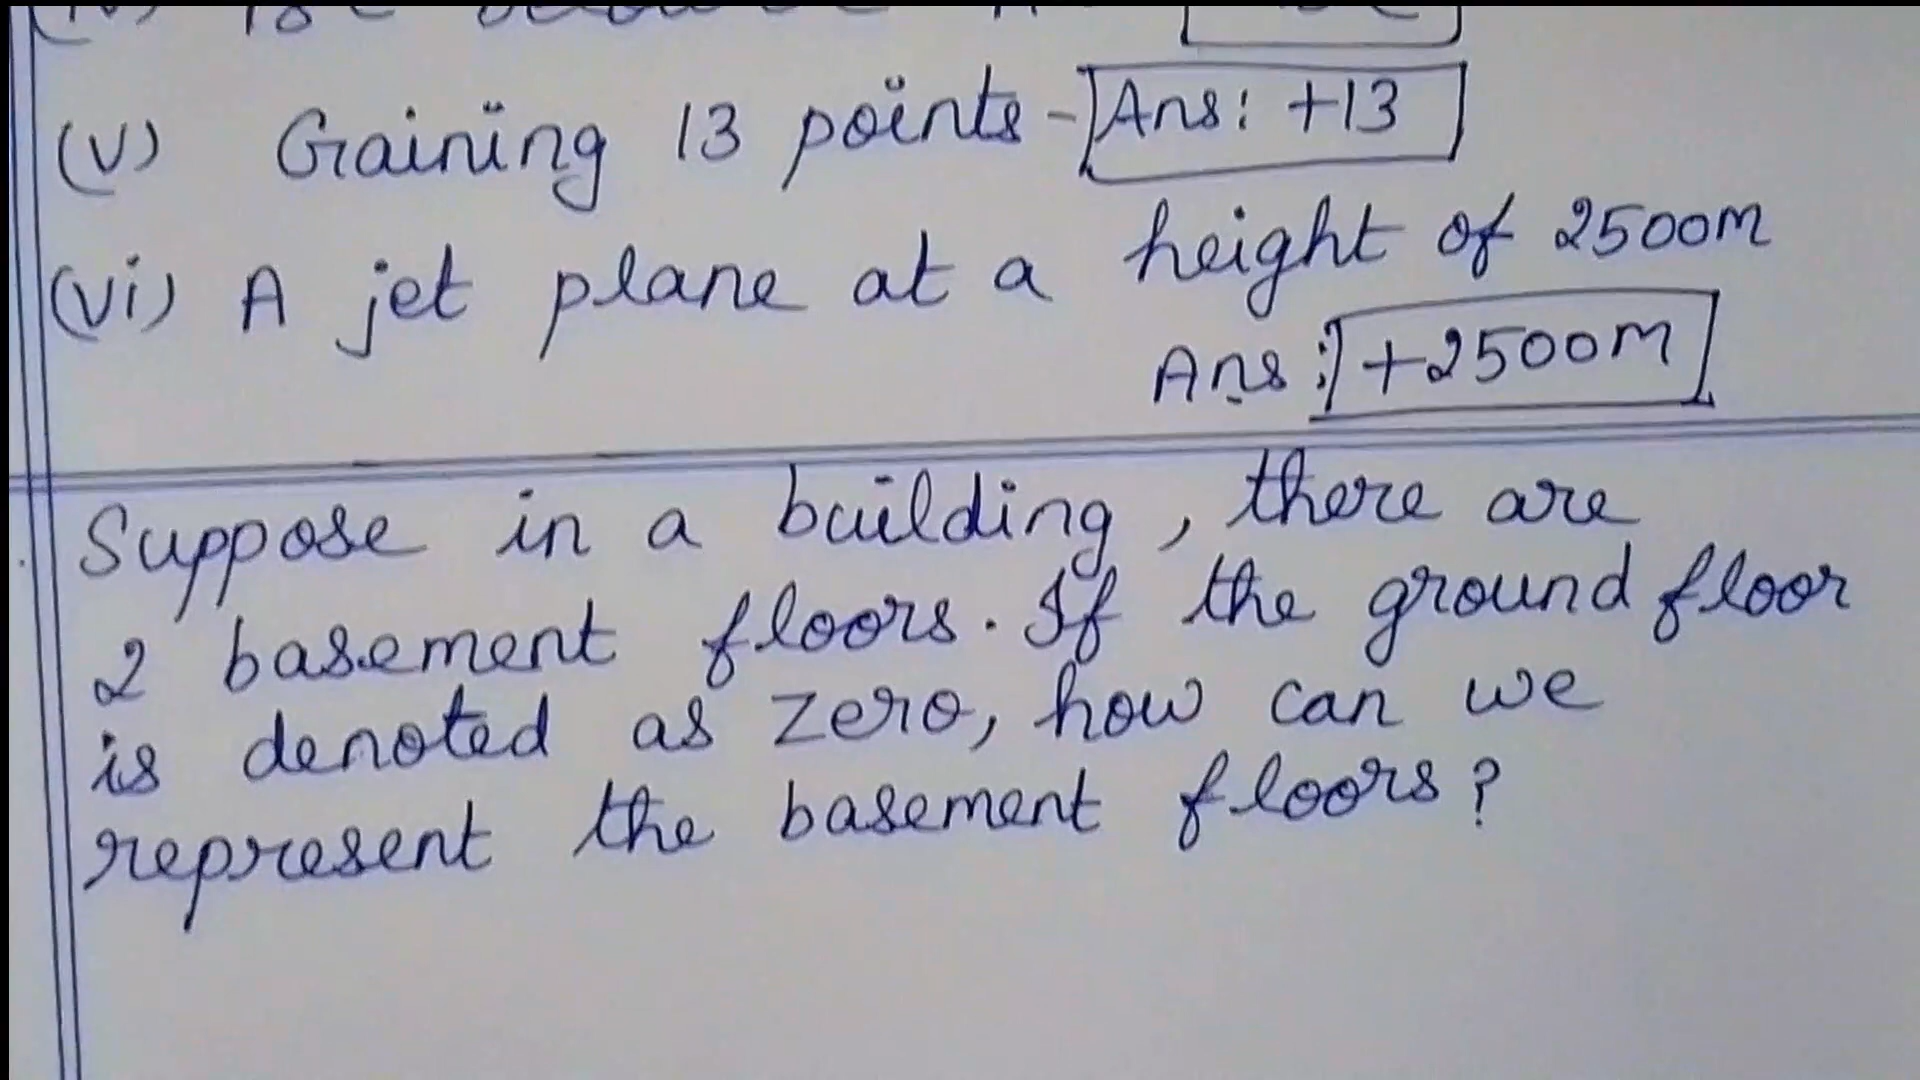 (v) Gaining 13 points - Ans: +13
(vi) A jet plane at a height of 2500m
Ans: +2500m
Suppose in a building, there are
2 basement floors. If the ground floor
is denoted as zero, how can we
represent the basement floors?